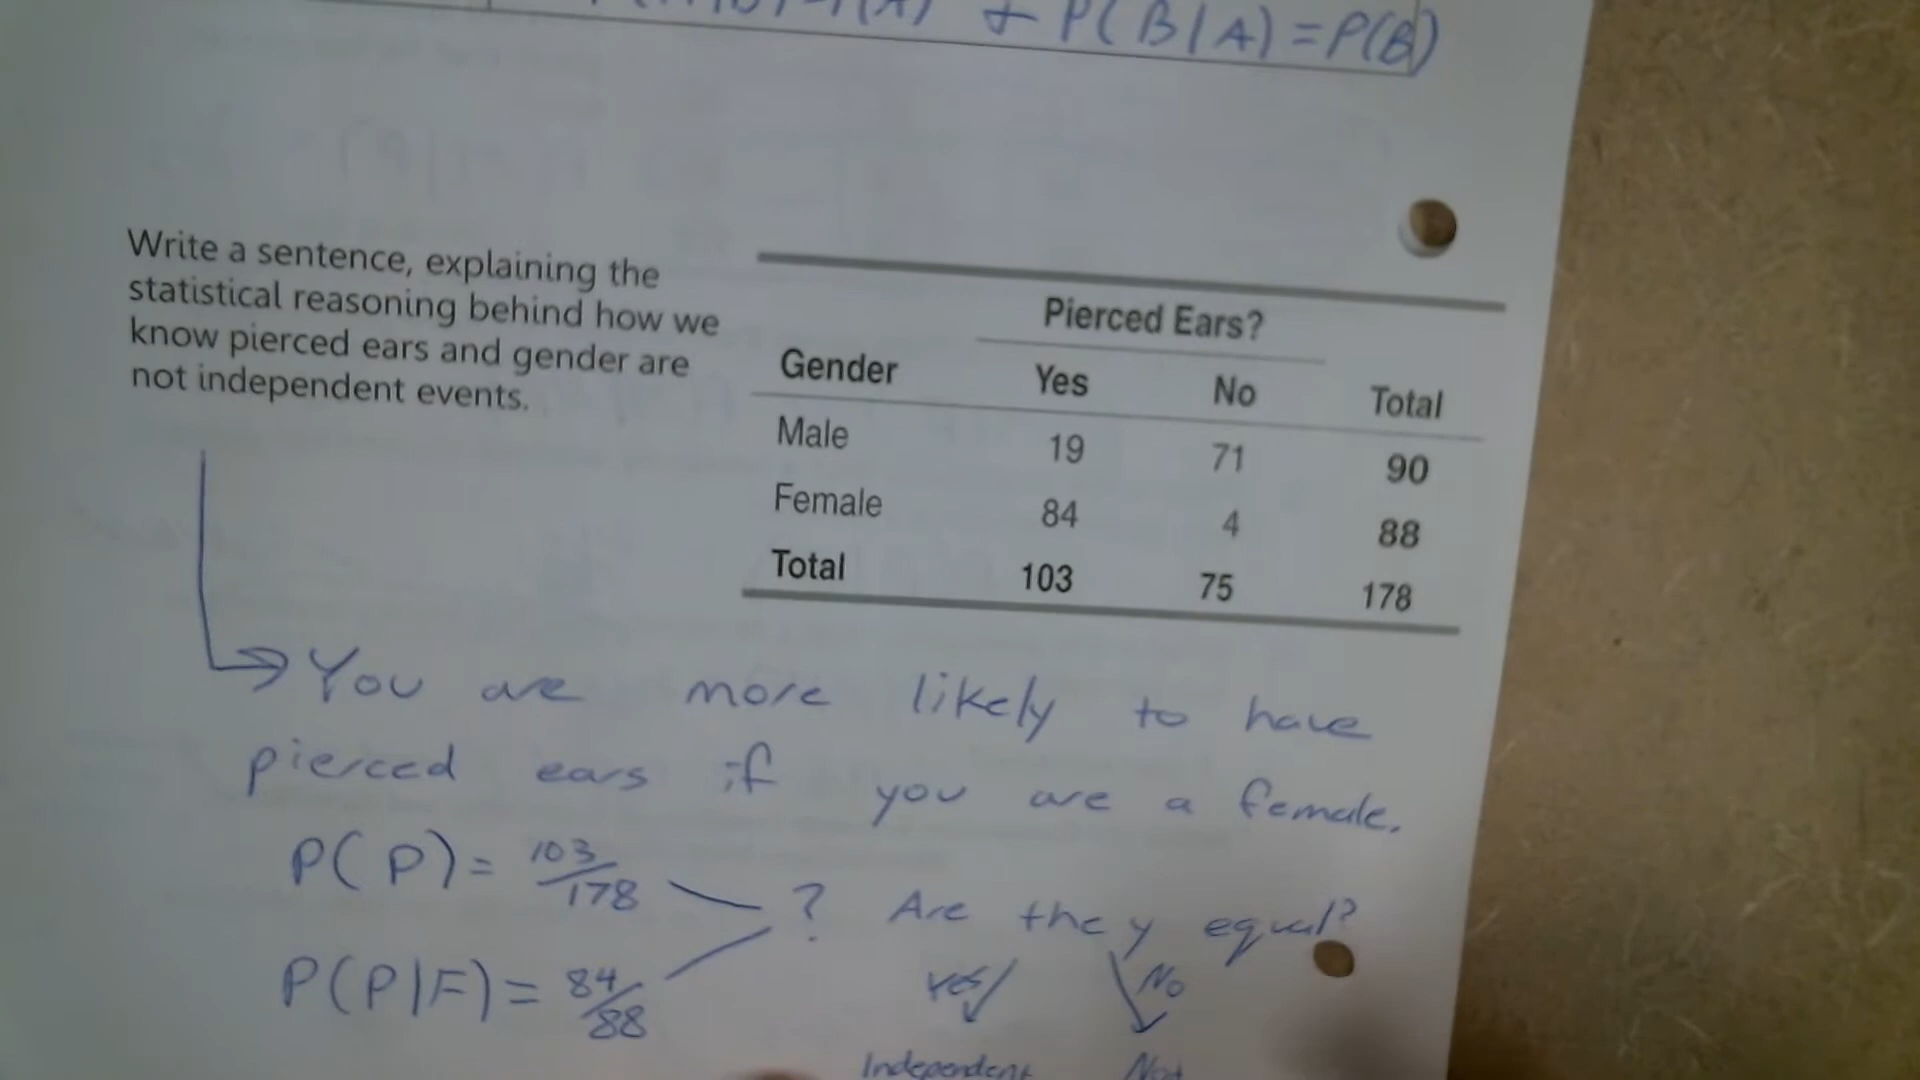 + P(B|A)=P(B)
Write a sentence, explaining the
statistical reasoning behind how we
know pierced ears and gender are
not independent events.
Pierced Ears?
Gender Yes No Total
Male 19 71 90
Female 84 4 88
Total 103 75 178
You are more likely to have
pierced ears if you are a female.
P(P)= 103/178
? Are they equal?
P(P|F)= 84/88
Yes No
Independent Not